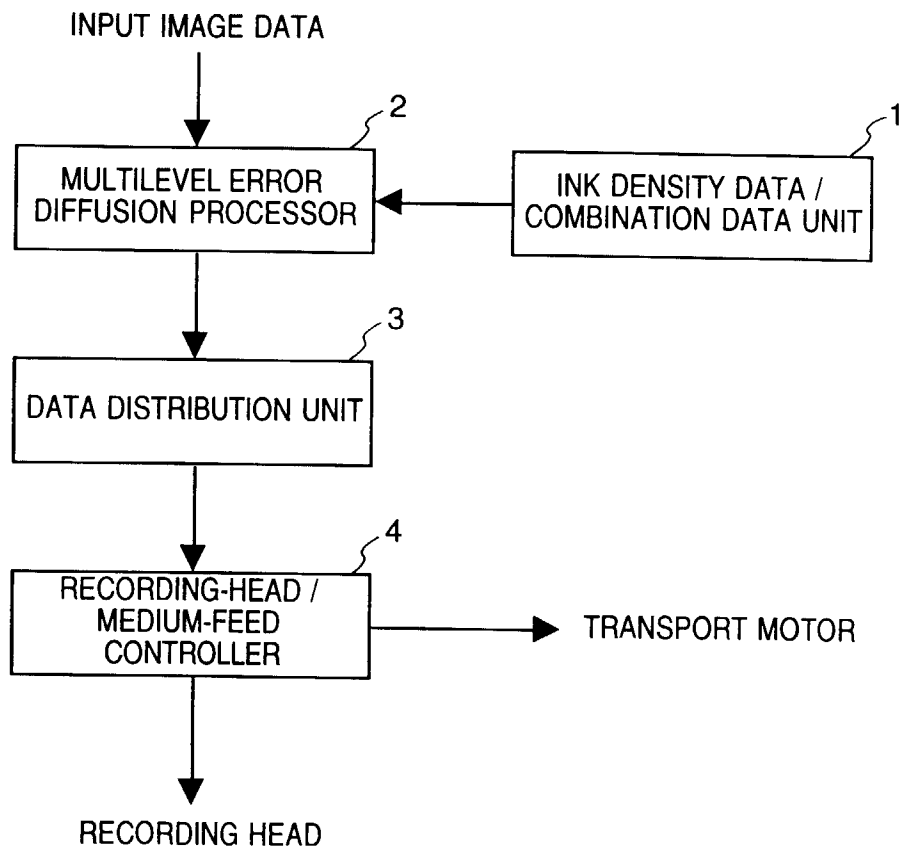 INPUT IMAGE DATA
2
MULTILEVEL ERROR
DIFFUSION PROCESSOR
1
INK DENSITY DATA /
COMBINATION DATA UNIT
3
DATA DISTRIBUTION UNIT
4
RECORDING-HEAD /
MEDIUM-FEED
CONTROLLER
TRANSPORT MOTOR
RECORDING HEAD